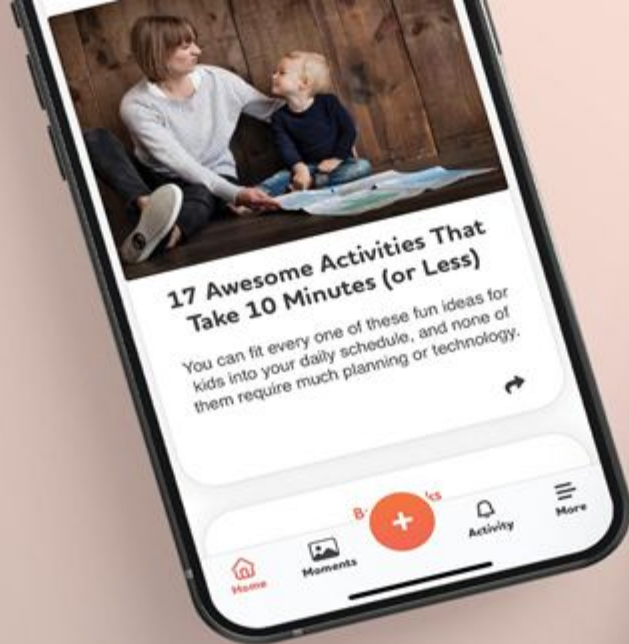 17 Awesome Activities That
Take 10 Minutes (or Less)
You can fit every one of these fun ideas for
kids into your daily schedule, and none of
them require much planning or technology.
Home
Moments
+
Activity
More